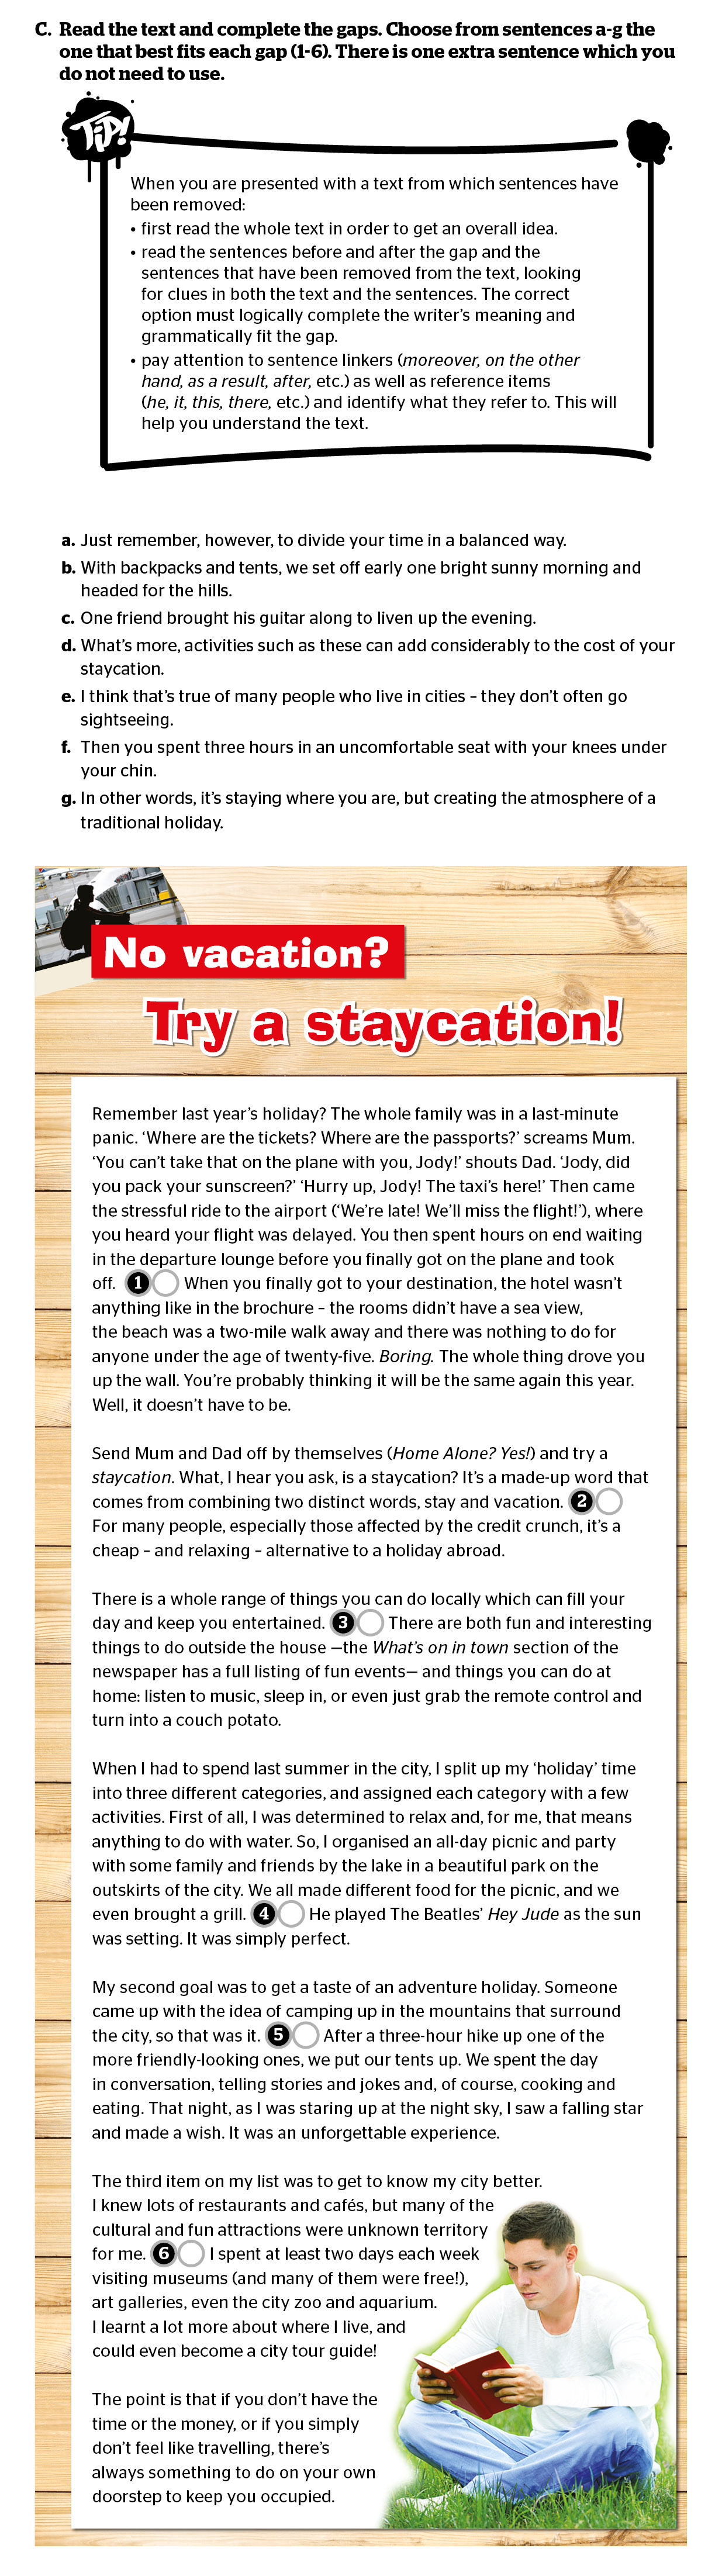 C. Read the text and complete the gaps. Choose from sentences a-g the
one that best fits each gap (1-6). There is one extra sentence which you
do not need to use.
TiP!
When you are presented with a text from which sentences have
been removed:
• first read the whole text in order to get an overall idea.
• read the sentences before and after the gap and the
sentences that have been removed from the text, looking
for clues in both the text and the sentences. The correct
option must logically complete the writer's meaning and
grammatically fit the gap.
• pay attention to sentence linkers (moreover, on the other
hand, as a result, after, etc.) as well as reference items
(he, it, this, there, etc.) and identify what they refer to. This will
help you understand the text.
a. Just remember, however, to divide your time in a balanced way.
b. With backpacks and tents, we set off early one bright sunny morning and
headed for the hills.
c. One friend brought his guitar along to liven up the evening.
d. What's more, activities such as these can add considerably to the cost of your
staycation.
e. I think that's true of many people who live in cities – they don't often go
sightseeing.
f. Then you spent three hours in an uncomfortable seat with your knees under
your chin.
g. In other words, it's staying where you are, but creating the atmosphere of a
traditional holiday.
No vacation?
Try a staycation!
Remember last year's holiday? The whole family was in a last-minute
panic. 'Where are the tickets? Where are the passports?' screams Mum.
'You can't take that on the plane with you, Jody!' shouts Dad. 'Jody, did
you pack your sunscreen?' 'Hurry up, Jody! The taxi's here!' Then came
the stressful ride to the airport ('We're late! We'll miss the flight!'), where
you heard your flight was delayed. You then spent hours on end waiting
in the departure lounge before you finally got on the plane and took
off. 1 When you finally got to your destination, the hotel wasn't
anything like in the brochure – the rooms didn't have a sea view,
the beach was a two-mile walk away and there was nothing to do for
anyone under the age of twenty-five. Boring. The whole thing drove you
up the wall. You're probably thinking it will be the same again this year.
Well, it doesn't have to be.
Send Mum and Dad off by themselves (Home Alone? Yes!) and try a
staycation. What, I hear you ask, is a staycation? It's a made-up word that
comes from combining two distinct words, stay and vacation. 2
For many people, especially those affected by the credit crunch, it's a
cheap – and relaxing – alternative to a holiday abroad.
There is a whole range of things you can do locally which can fill your
day and keep you entertained. 3 There are both fun and interesting
things to do outside the house —the What's on in town section of the
newspaper has a full listing of fun events— and things you can do at
home: listen to music, sleep in, or even just grab the remote control and
turn into a couch potato.
When I had to spend last summer in the city, I split up my 'holiday' time
into three different categories, and assigned each category with a few
activities. First of all, I was determined to relax and, for me, that means
anything to do with water. So, I organised an all-day picnic and party
with some family and friends by the lake in a beautiful park on the
outskirts of the city. We all made different food for the picnic, and we
even brought a grill. 4 He played The Beatles' Hey Jude as the sun
was setting. It was simply perfect.
My second goal was to get a taste of an adventure holiday. Someone
came up with the idea of camping up in the mountains that surround
the city, so that was it. 5 After a three-hour hike up one of the
more friendly-looking ones, we put our tents up. We spent the day
in conversation, telling stories and jokes and, of course, cooking and
eating. That night, as I was staring up at the night sky, I saw a falling star
and made a wish. It was an unforgettable experience.
The third item on my list was to get to know my city better.
I knew lots of restaurants and cafés, but many of the
cultural and fun attractions were unknown territory
for me. 6 I spent at least two days each week
visiting museums (and many of them were free!),
art galleries, even the city zoo and aquarium.
I learnt a lot more about where I live, and
could even become a city tour guide!
The point is that if you don't have the
time or the money, or if you simply
don't feel like travelling, there's
always something to do on your own
doorstep to keep you occupied.